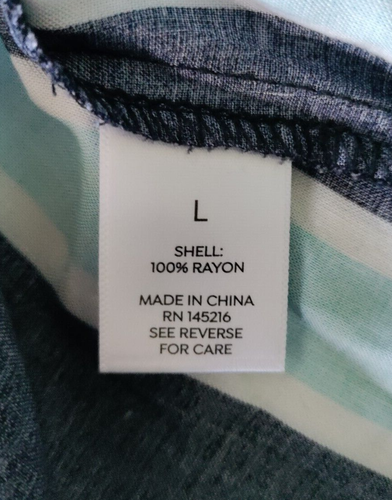 L
SHELL:
100% RAYON
MADE IN CHINA
RN 145216
SEE REVERSE
FOR CARE